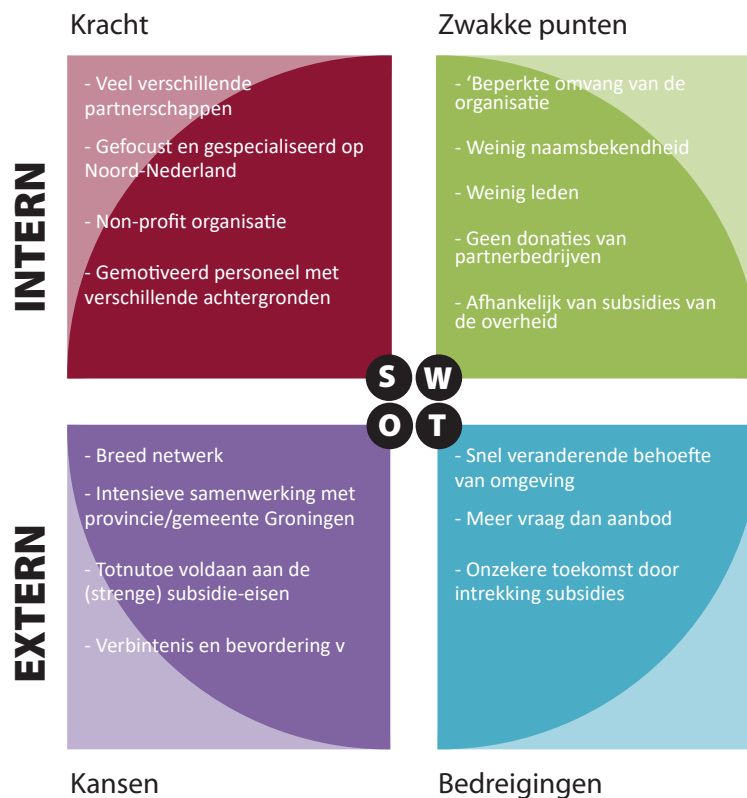 Kracht
Zwakke punten
INTERN
- Veel verschillende
partnerschappen
- Gefocust en gespecialiseerd op
Noord-Nederland
- Non-profit organisatie
- Gemotiveerd personeel met
verschillende achtergronden
- ‘Beperkte omvang van de
organisatie
- Weinig naamsbekendheid
- Weinig leden
- Geen donaties van
partnerbedrijven
- Afhankelijk van subsidies van
de overheid
S W
O T
EXTERN
- Breed netwerk
- Intensieve samenwerking met
provincie/gemeente Groningen
- Totnutoe voldaan aan de
(strenge) subsidie-eisen
- Verbintenis en bevordering v
- Snel veranderende behoefte
van omgeving
- Meer vraag dan aanbod
- Onzekere toekomst door
intrekking subsidies
Kansen
Bedreigingen